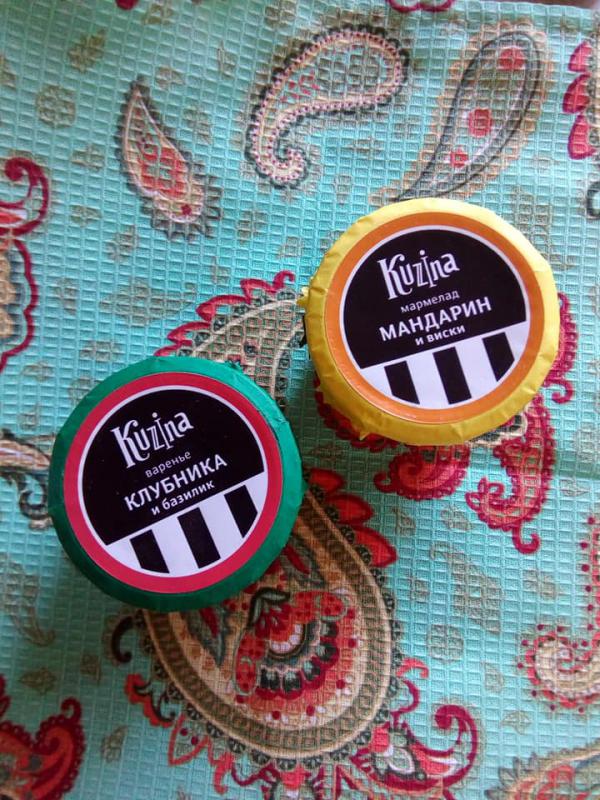 Kuzina
мармелад
МАНДАРИН
и виски
Kuzina
варенье
КЛУБНИКА
и базилик